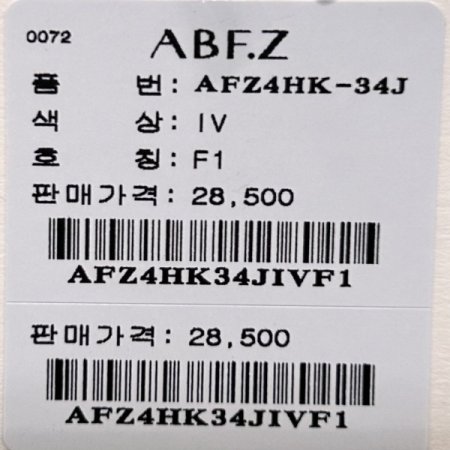 0072 ABF.Z
품 번: AFZ4HK-34J
색 상: IV
호 칭: F1
판매가격: 28,500
AFZ4HK34JIVF1
판매가격: 28,500
AFZ4HK34JIVF1